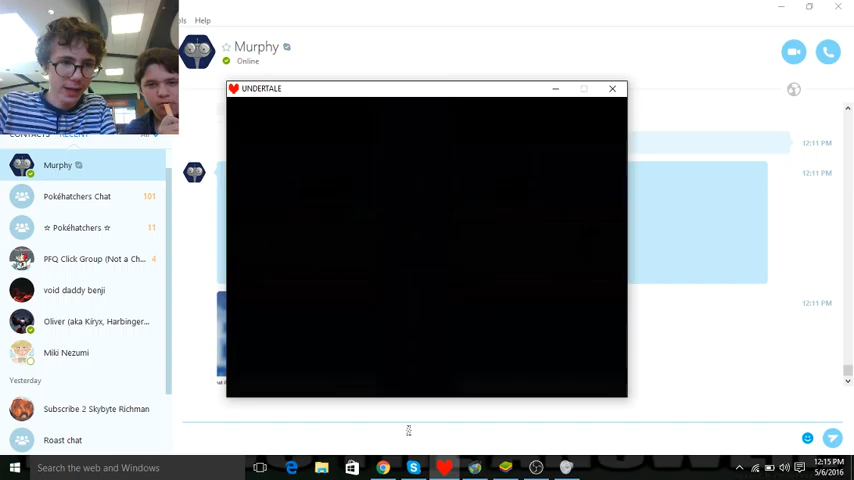 ols Help
Murphy
Online
UNDERTALE
CONTACTS RECENT
12:11 PM
Murphy
12:11 PM
Pokéhatchers Chat 101
☆ Pokéhatchers ☆ 11
PFQ Click Group (Not a Ch... 4
void daddy benji
12:11 PM
Oliver (aka Kiryx, Harbinger...
Miki Nezumi
Yesterday
Subscribe 2 Skybyte Richman
Roast chat
Search the web and Windows
12:15 PM
5/6/2016